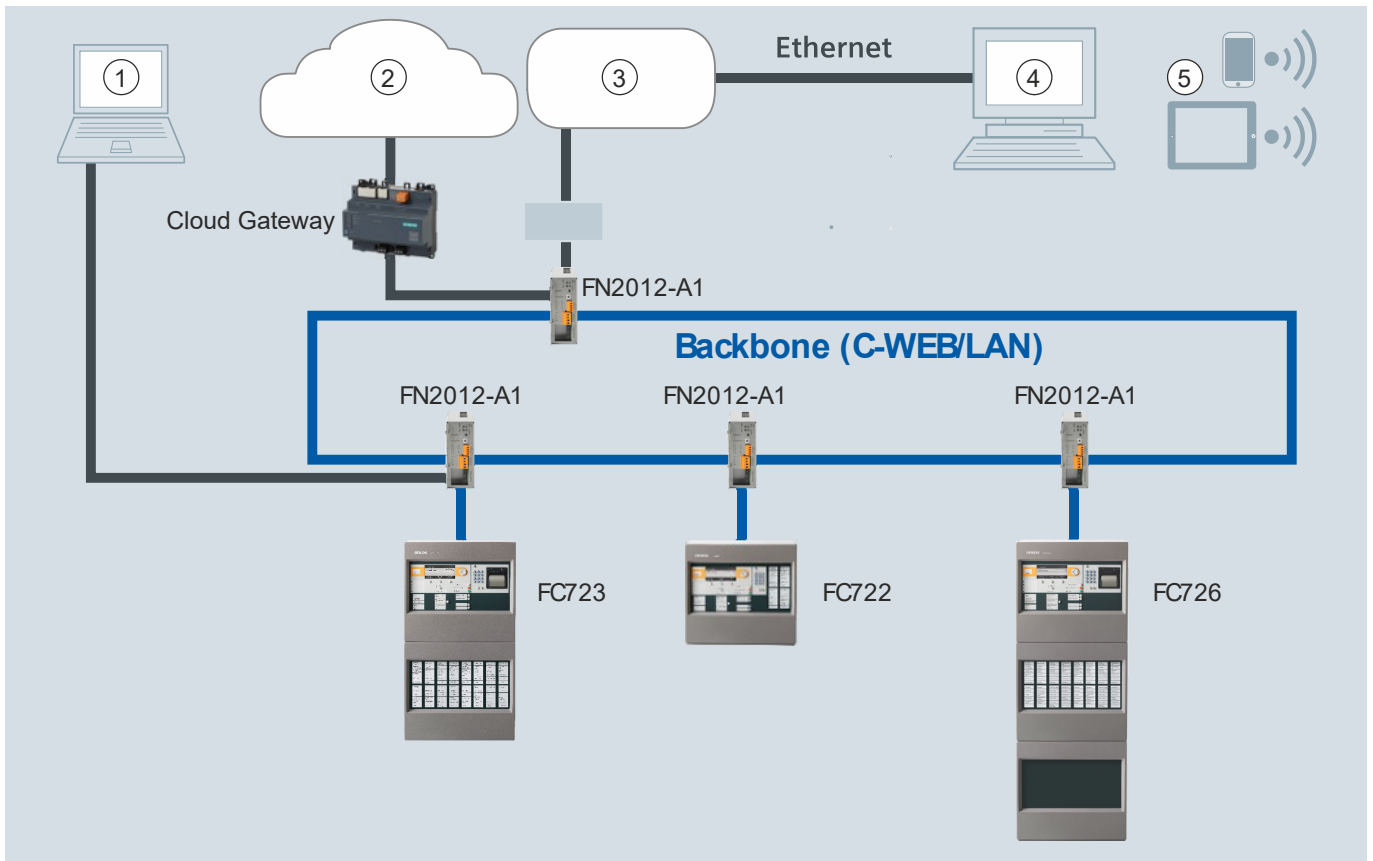 1
2
3
Ethernet
4
5
Cloud Gateway
SIEMENS
FN2012-A1
Backbone (C-WEB/LAN)
FN2012-A1
FN2012-A1
FN2012-A1
FC723
FC722
FC726